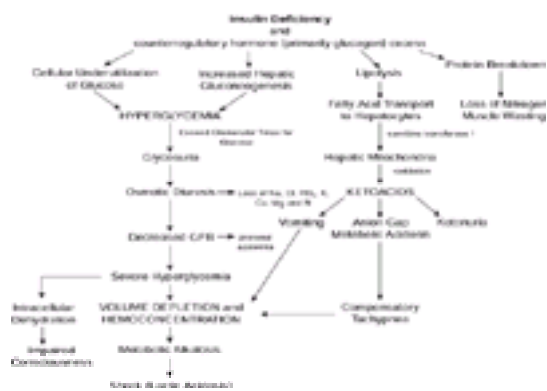 Insulin Deficiency
and
counterregulatory hormone (primarily glucagon) excess
Cellular Underutilization
of Glucose
Increased Hepatic
Gluconeogenesis
Lipolysis
Protein Breakdown
HYPERGLYCEMIA
Fatty Acid Transport
to Hepatocytes
Loss of Nitrogen
Muscle Wasting
Glycosuria
Hepatic Mitochondria
Osmotic Diuresis
KETOACIDS
Vomiting
Anion Gap
Metabolic Acidosis
Ketonuria
Decreased GFR
Severe Hyperglycemia
Intracellular
Dehydration
VOLUME DEPLETION and
HEMOCONCENTRATION
Compensatory
Tachypnea
Impaired
Consciousness
Metabolic Alkalosis
Shock (Lactic Acidosis)